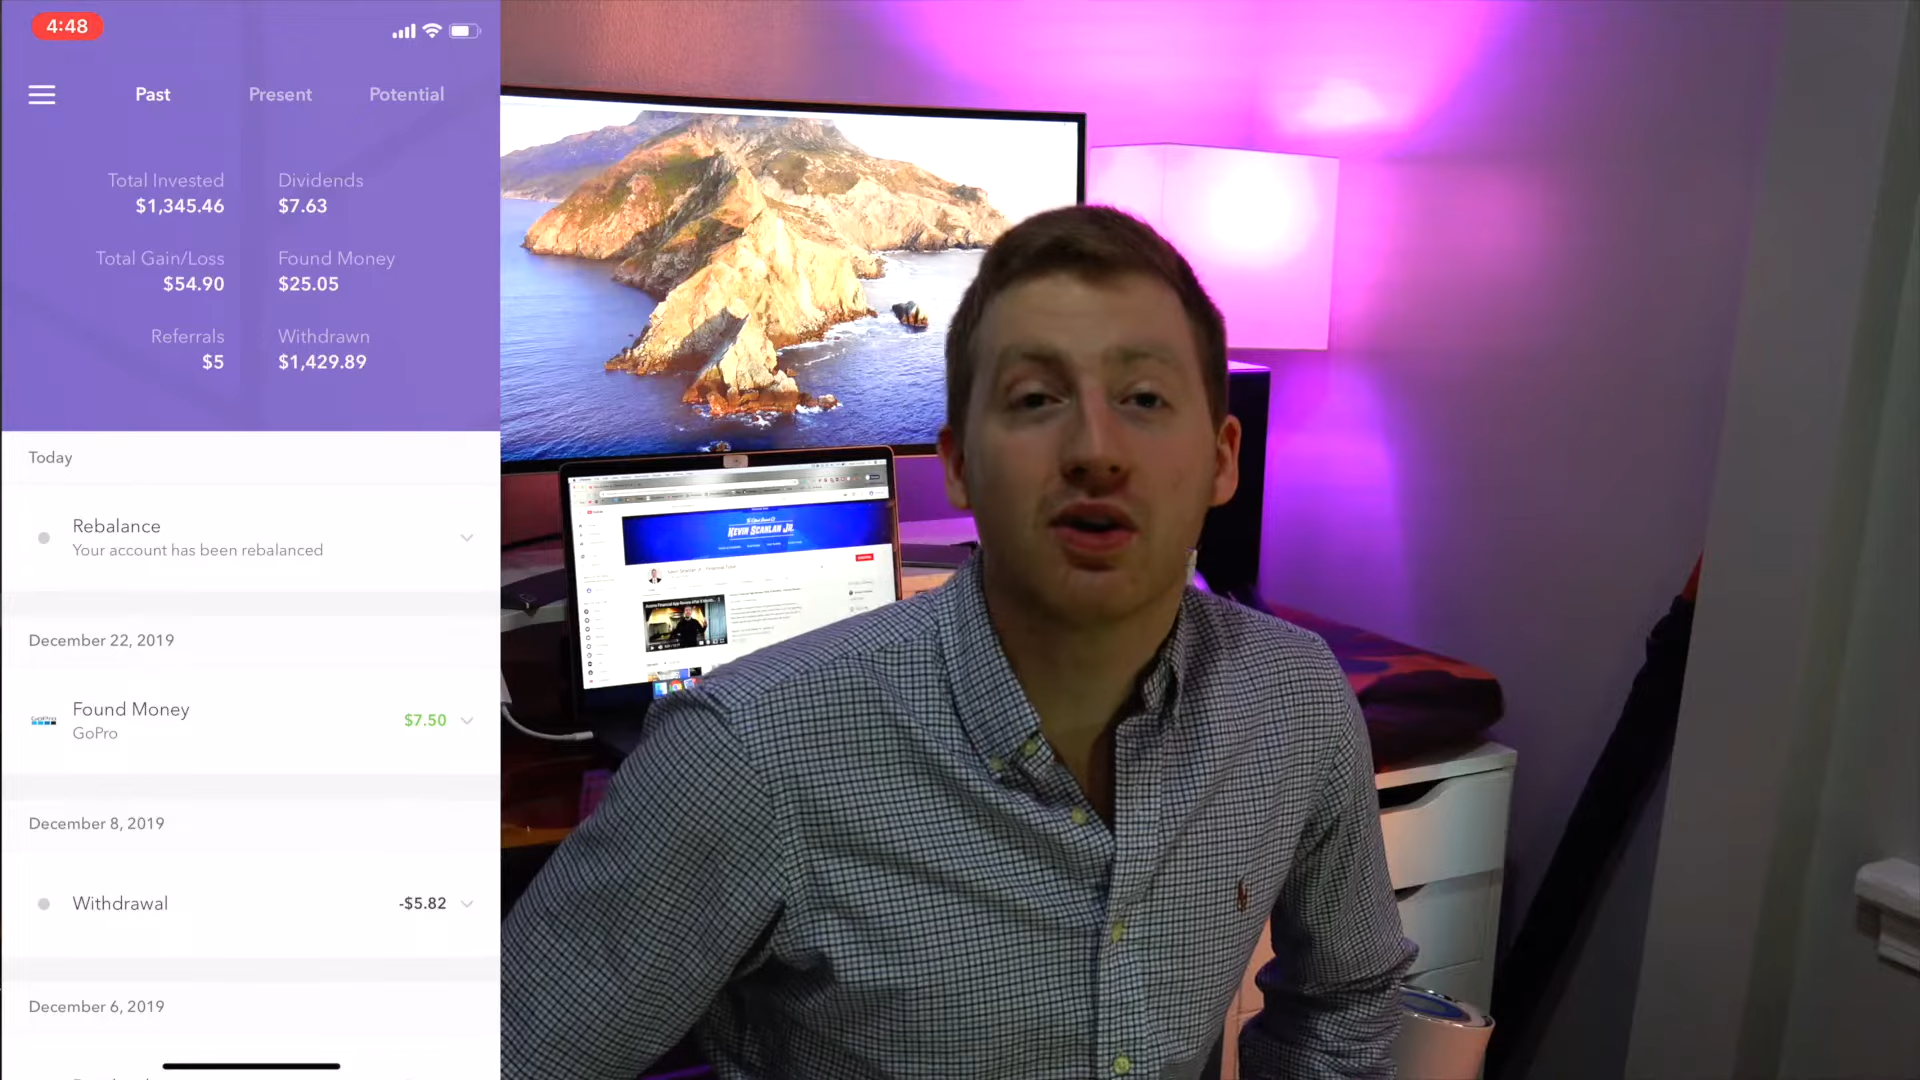 4:48
Past Present Potential
Total Invested
$1,345.46
Dividends
$7.63
Total Gain/Loss
$54.90
Found Money
$25.05
Referrals
$5
Withdrawn
$1,429.89
Today
Rebalance
Your account has been rebalanced
December 22, 2019
GoPro
Found Money
GoPro
$7.50
December 8, 2019
Withdrawal
-$5.82
December 6, 2019
KEVIN SCANLAN JR.